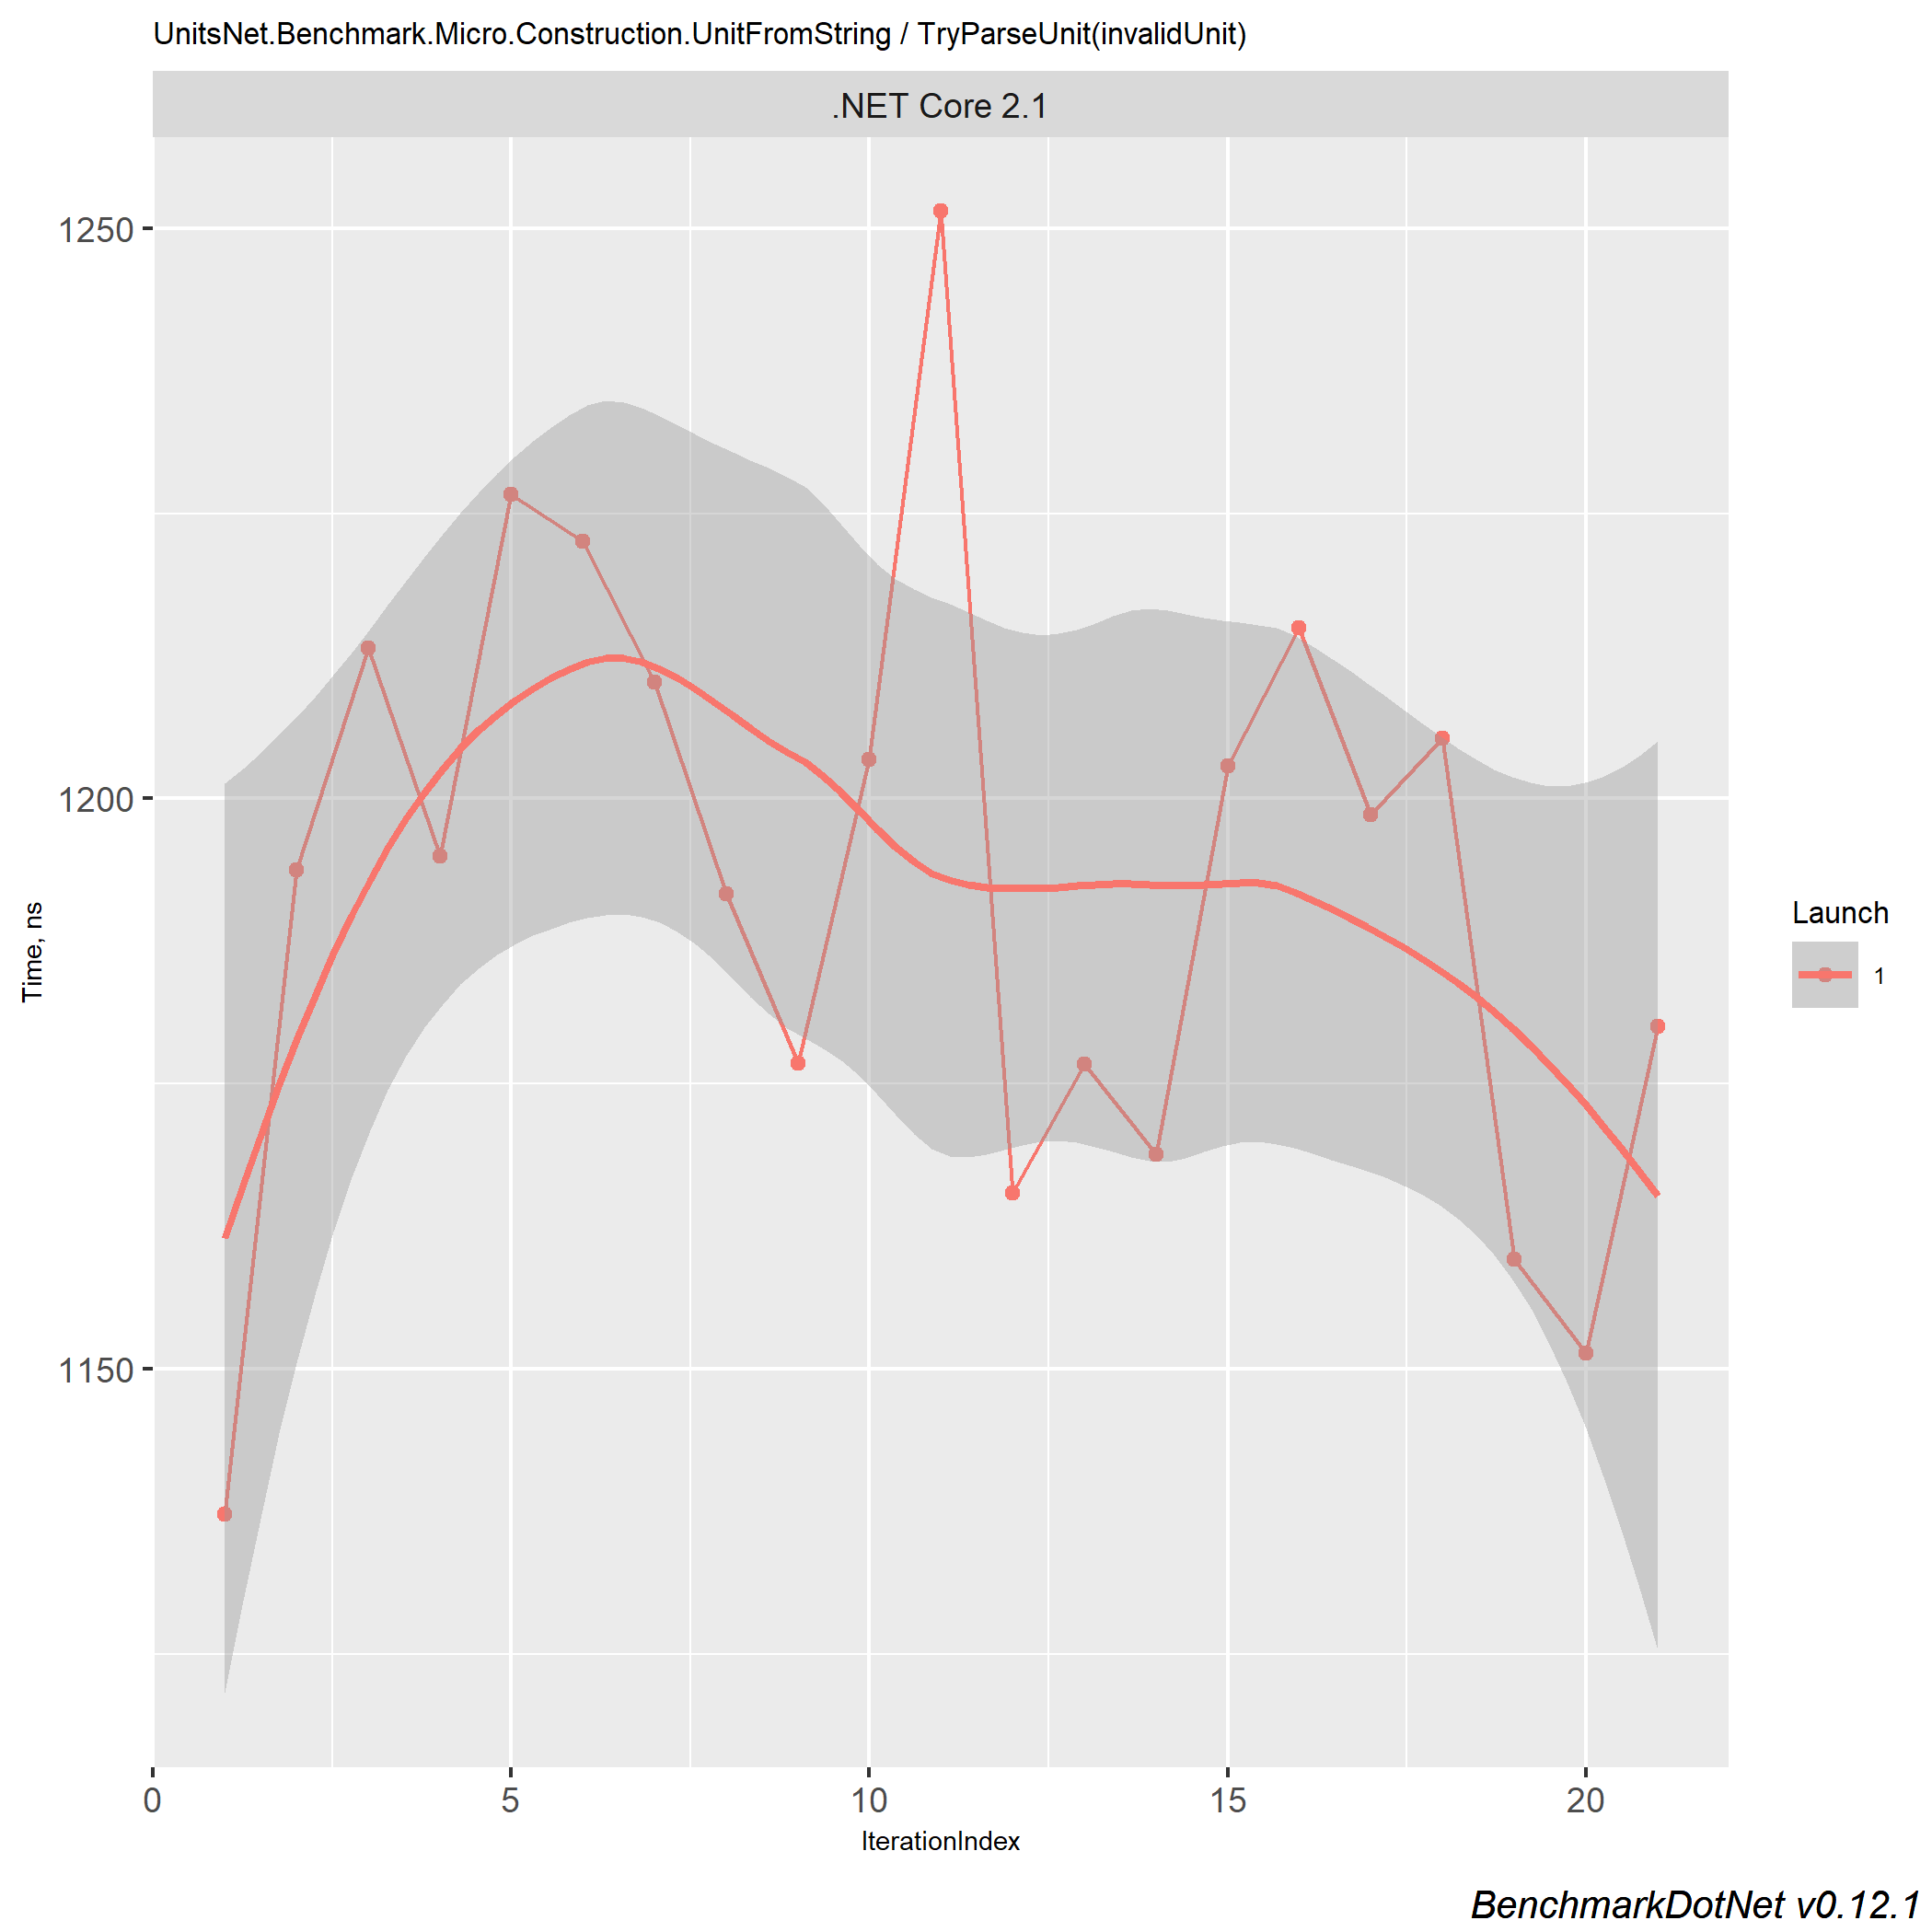 UnitsNet.Benchmark.Micro.Construction.UnitFromString / TryParseUnit(invalidUnit)
.NET Core 2.1
1250
1200
1150
Time, ns
0 5 10 15 20
IterationIndex
Launch
1
BenchmarkDotNet v0.12.1